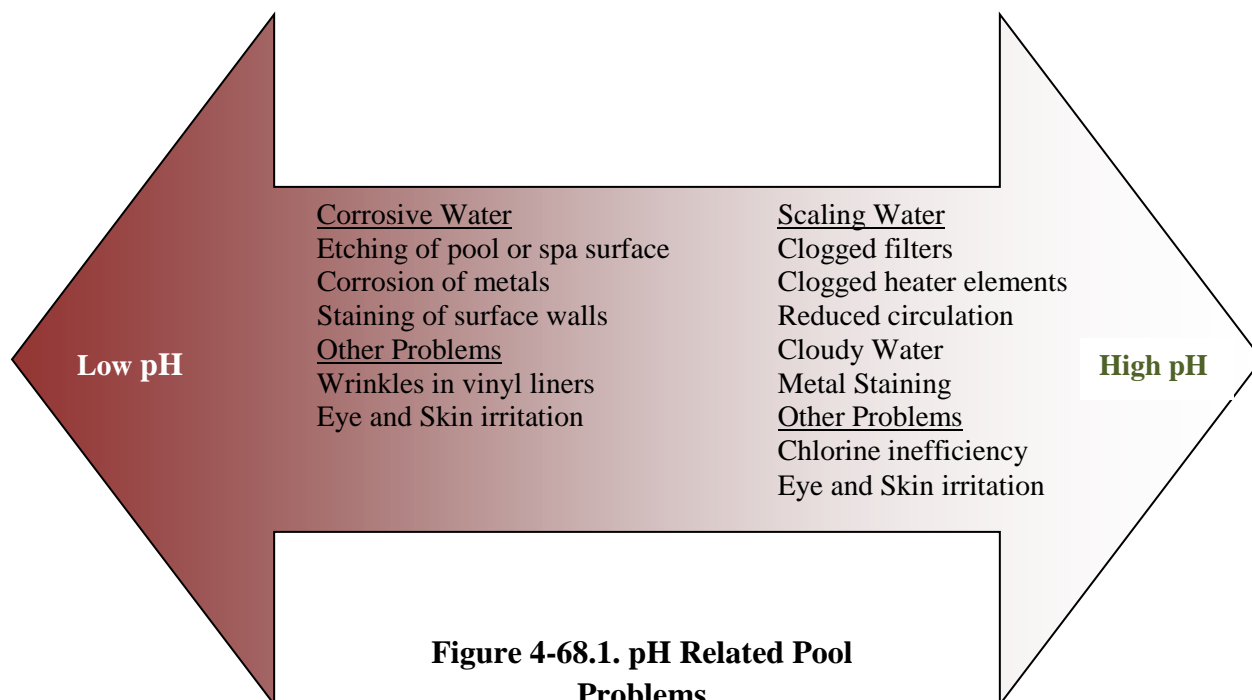 Low pH
Corrosive Water
Etching of pool or spa surface
Corrosion of metals
Staining of surface walls
Other Problems
Wrinkles in vinyl liners
Eye and Skin irritation
Scaling Water
Clogged filters
Clogged heater elements
Reduced circulation
Cloudy Water
Metal Staining
Other Problems
Chlorine inefficiency
Eye and Skin irritation
High pH
Figure 4-68.1. pH Related Pool
Problems